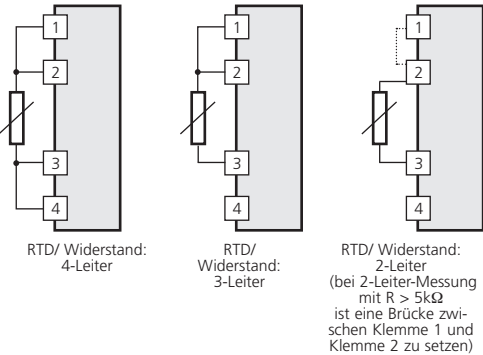 1
2
3
4
RTD/ Widerstand:
4-Leiter
1
2
3
4
RTD/
Widerstand:
3-Leiter
1
2
3
4
RTD/ Widerstand:
2-Leiter
(bei 2-Leiter-Messung
mit R > 5kΩ
ist eine Brücke zwi-
schen Klemme 1 und
Klemme 2 zu setzen)